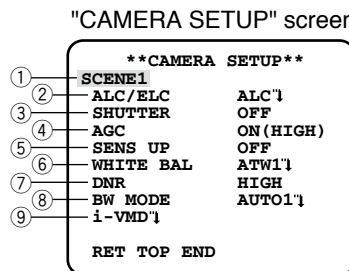 "CAMERA SETUP" screen
**CAMERA SETUP**
① SCENE1
② ALC/ELC ALC
③ SHUTTER OFF
④ AGC ON(HIGH)
⑤ SENS UP OFF
⑥ WHITE BAL ATW1
⑦ DNR HIGH
⑧ BW MODE AUTO1
⑨ i-VMD
RET TOP END